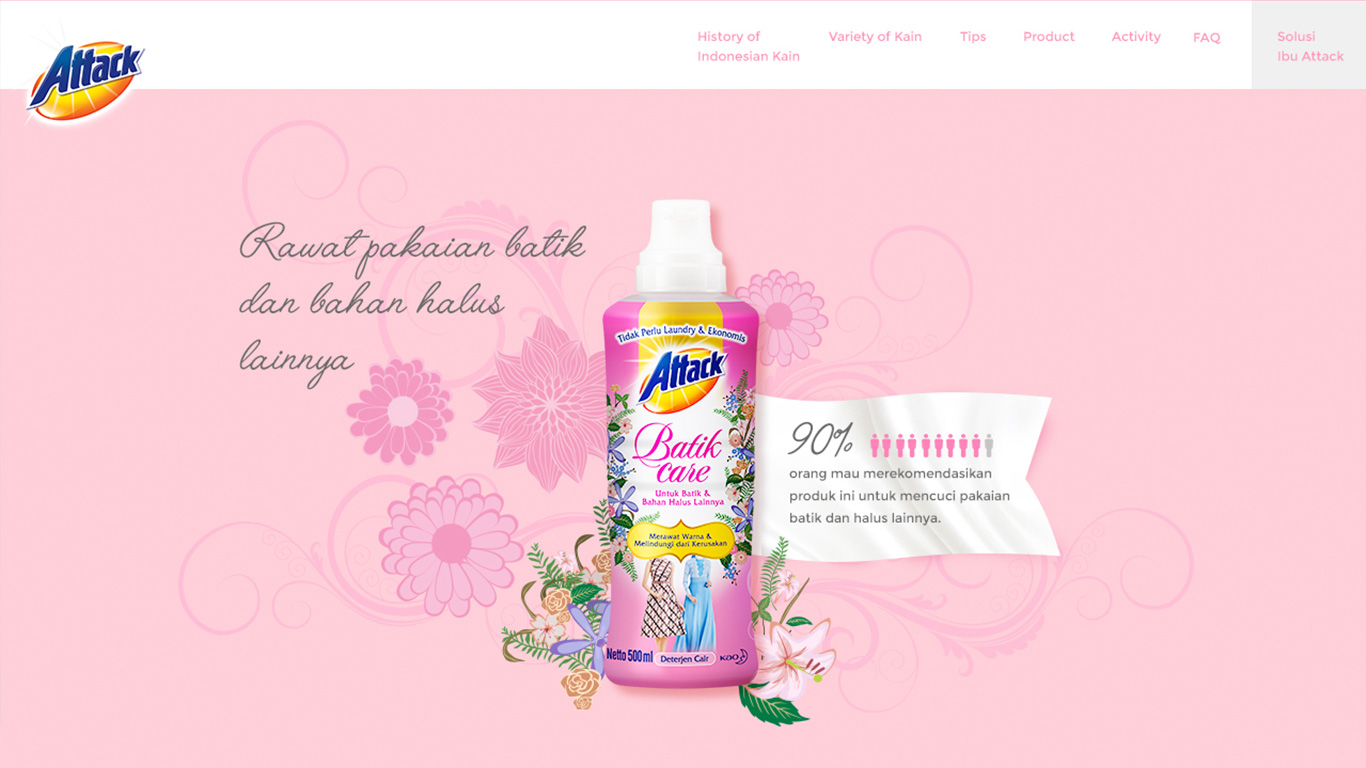 History of
Indonesian Kain
Variety of Kain
Tips
Product
Activity
FAQ
Solusi
Ibu Attack
Attack
Rawat pakaian batik
dan bahan halus
lainnya
Tidak Perlu Laundry & Ekonomis
Attack
Batik
care
Untuk Batik &
Bahan Halus Lainnya
Merawat Warna &
Melindungi dari Kerusakan
Netto 500ml
Deterjen Cair
Kao
90%
orang mau merekomendasikan
produk ini untuk mencuci pakaian
batik dan halus lainnya.